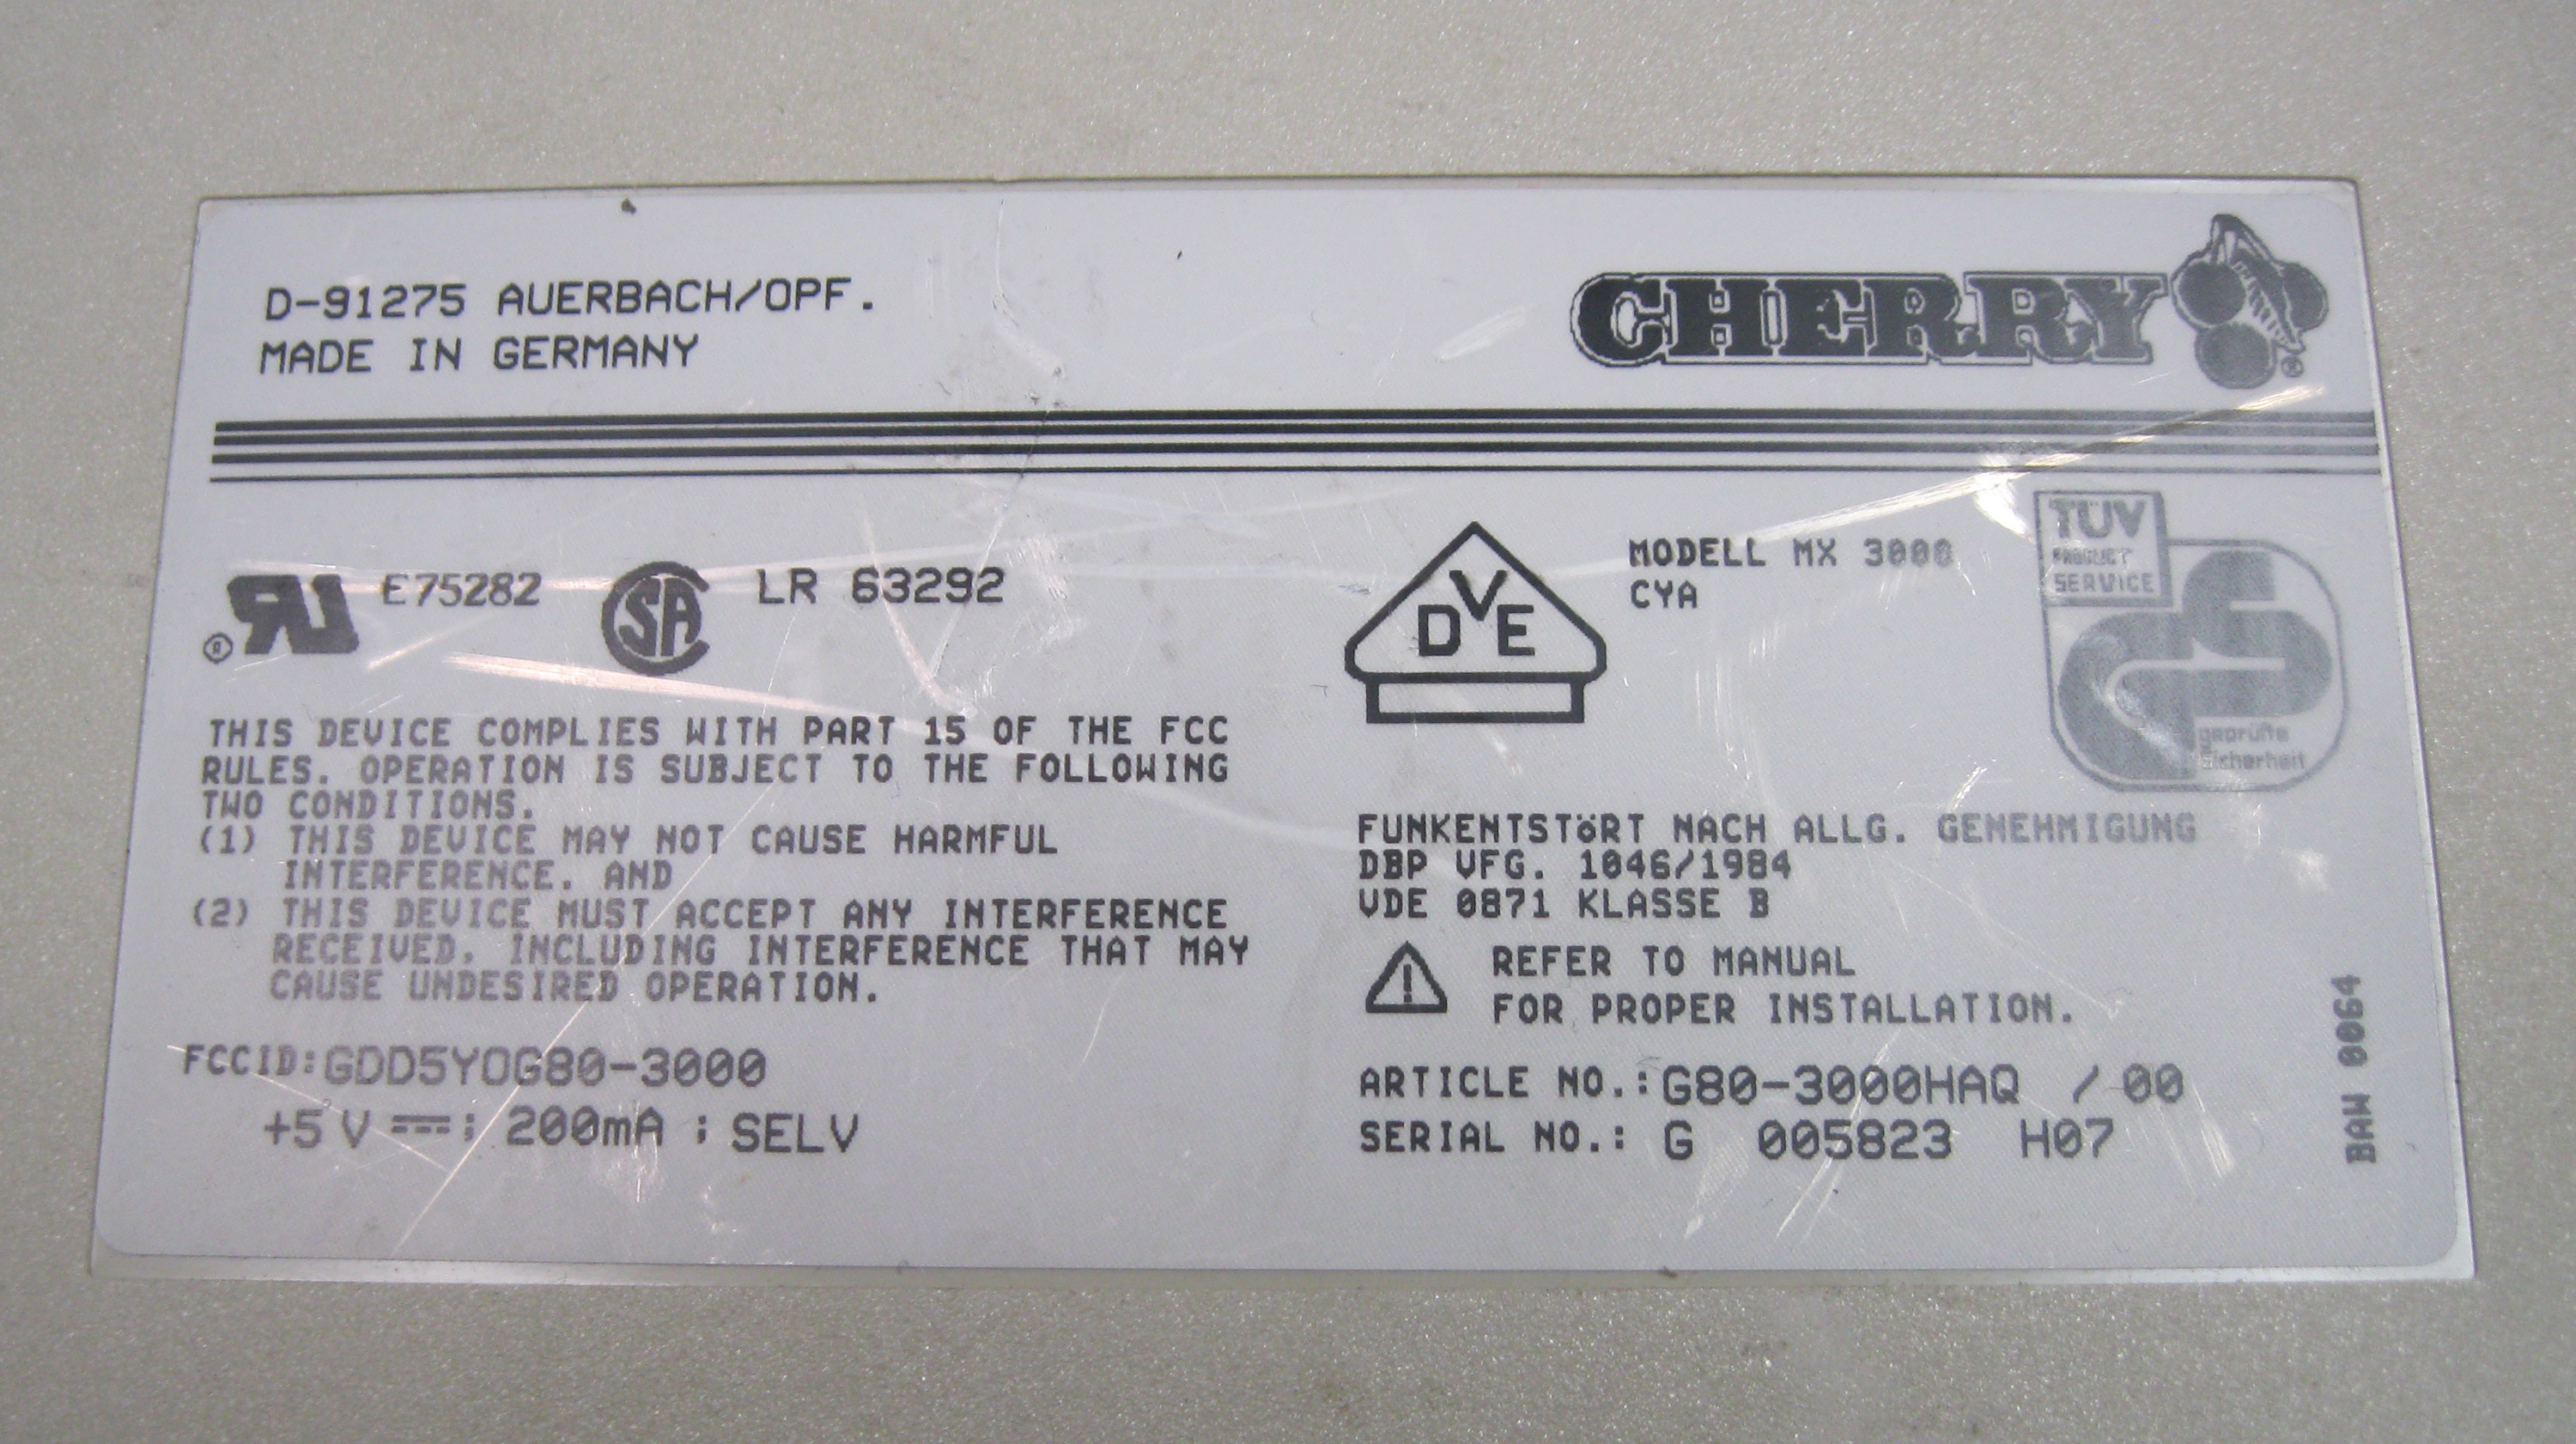 D-91275 AUERBACH/OPF.
MADE IN GERMANY
CHERRY ®
® RU E75282 SA LR 63292
THIS DEVICE COMPLIES WITH PART 15 OF THE FCC
RULES. OPERATION IS SUBJECT TO THE FOLLOWING
TWO CONDITIONS.
(1) THIS DEVICE MAY NOT CAUSE HARMFUL
INTERFERENCE. AND
(2) THIS DEVICE MUST ACCEPT ANY INTERFERENCE
RECEIVED, INCLUDING INTERFERENCE THAT MAY
CAUSE UNDESIRED OPERATION.
FCCID:GDD5YOG80-3000
+5 V ⎓; 200mA ; SELV
DVE
MODELL MX 3000
CYA
TÜV
PRODUCT
SERVICE
GS
geprüfte
Sicherheit
FUNKENTSTöRT NACH ALLG. GENEHMIGUNG
DBP VFG. 1046/1984
VDE 0871 KLASSE B
REFER TO MANUAL
FOR PROPER INSTALLATION.
ARTICLE NO.:G80-3000HAQ / 00
SERIAL NO.: G 005823 H07
BAW 0064